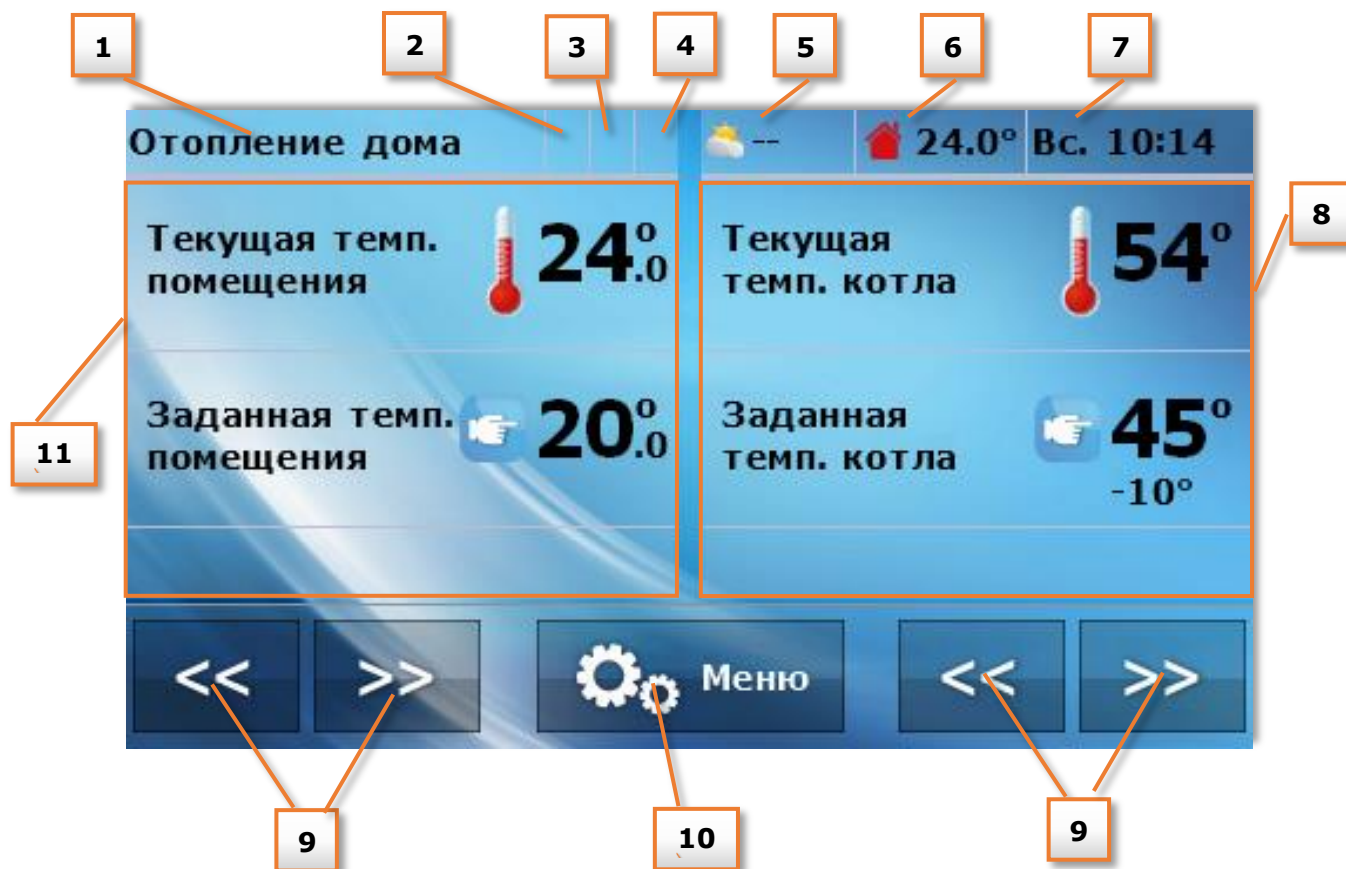 1
2
3
4
5
6
7
Отопление дома
--
24.0°
Вс. 10:14
8
Текущая темп.
помещения
24.0°
Текущая
темп. котла
54°
11
Заданная темп.
помещения
20.0°
Заданная
темп. котла
45°
-10°
<<
>>
Меню
<<
>>
9
10
9